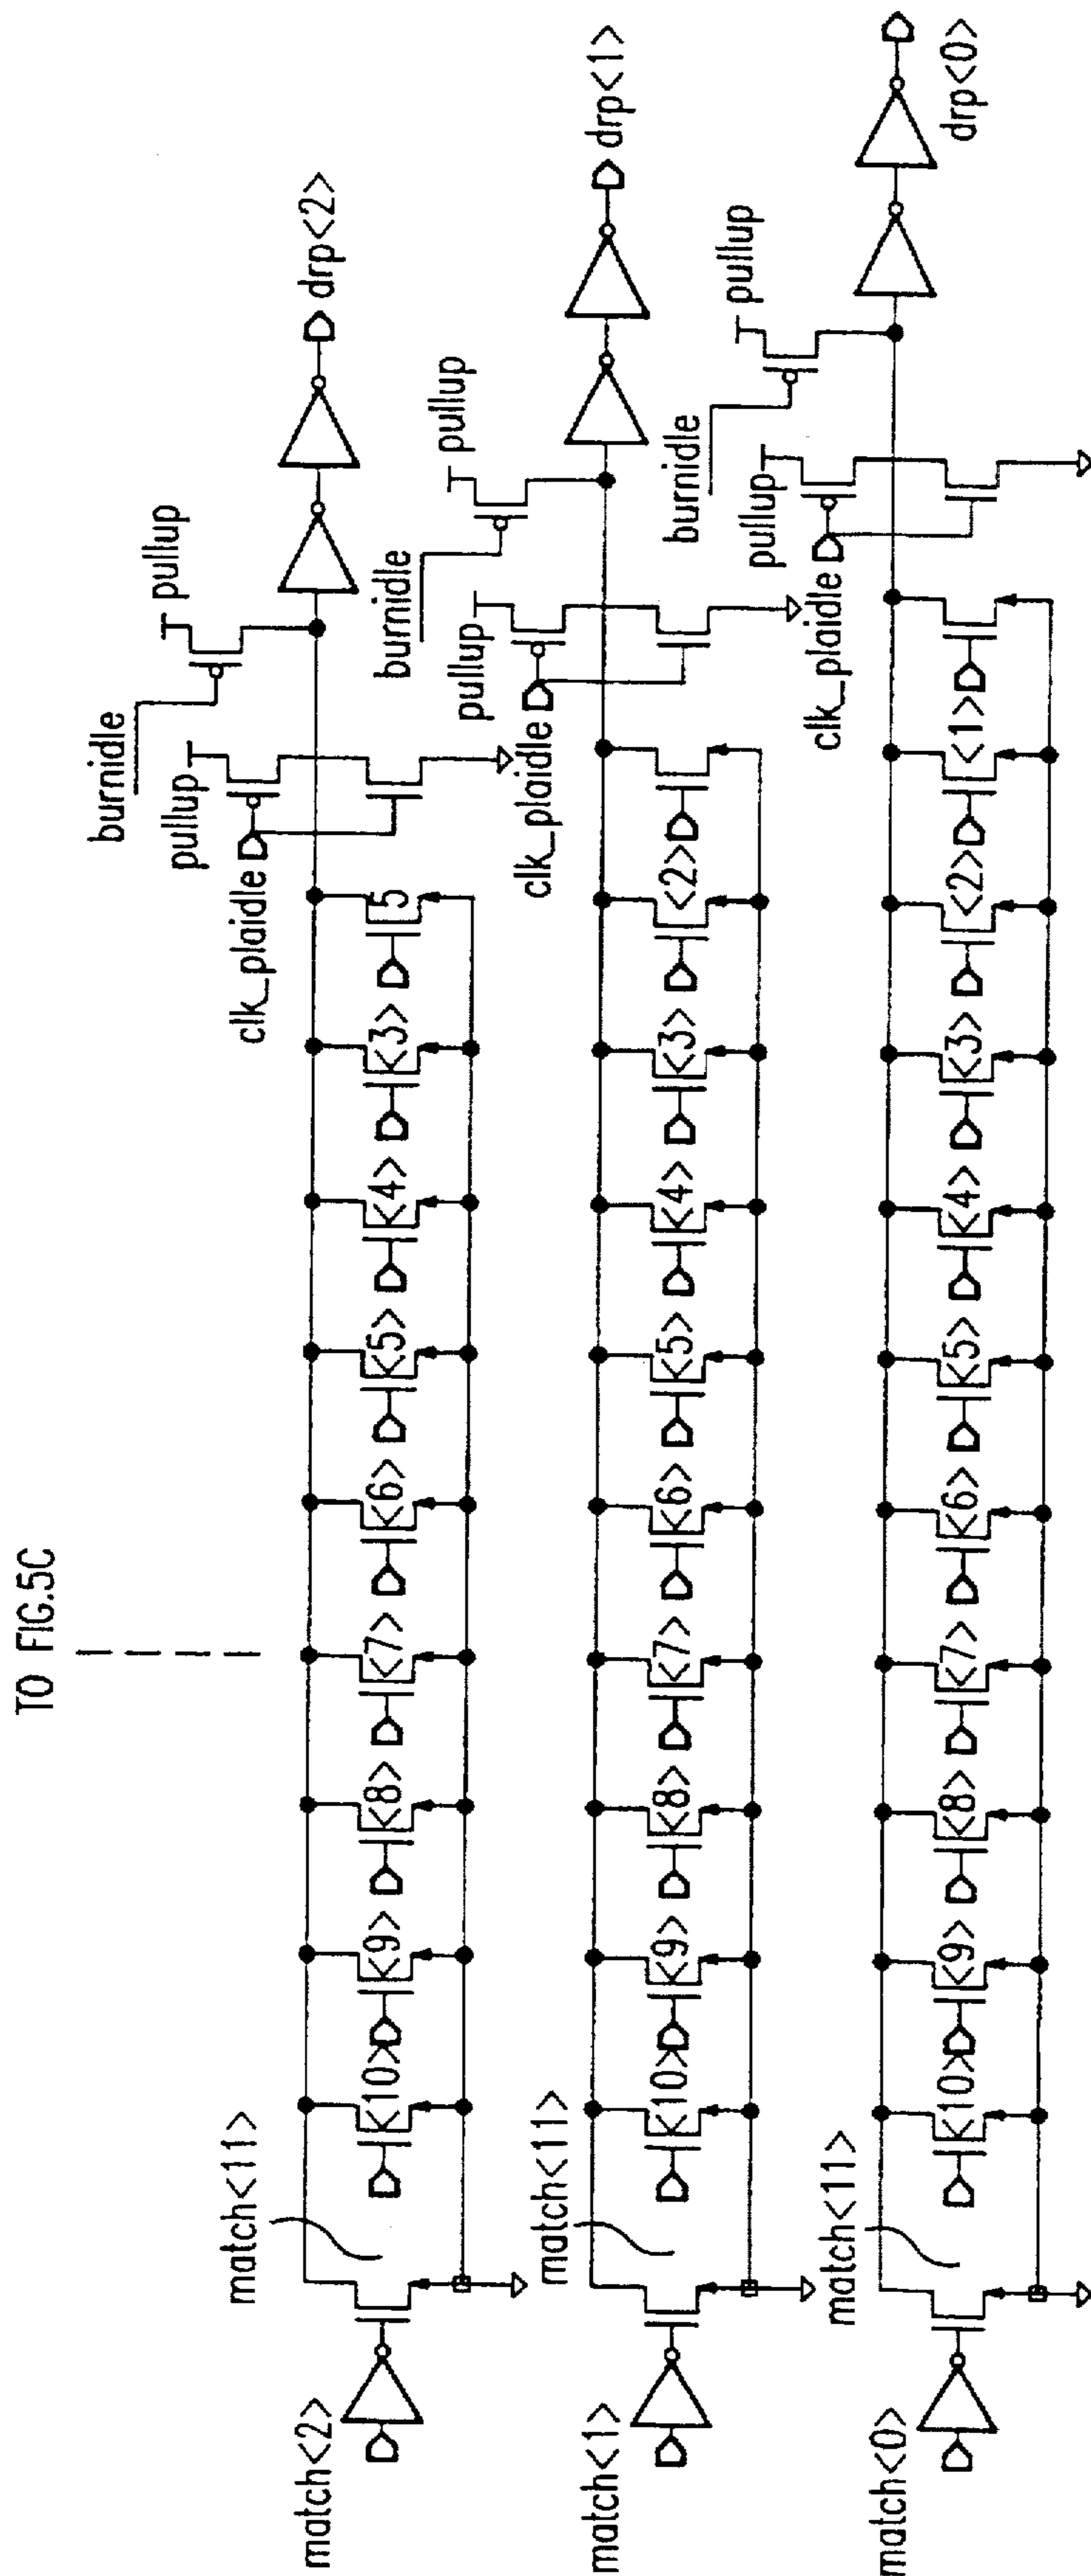 TO FIG.5C
match<2>
match<11>
<10>
<9>
<8>
<7>
<6>
<5>
<4>
<3>
5
clk_plaidle
pullup
burnidle
pullup
drp<2>
match<1>
match<11>
<10>
<9>
<8>
<7>
<6>
<5>
<4>
<3>
<2>
clk_plaidle
pullup
burnidle
pullup
drp<1>
match<0>
match<11>
<10>
<9>
<8>
<7>
<6>
<5>
<4>
<3>
<2>
<1>
clk_plaidle
pullup
burnidle
pullup
drp<0>